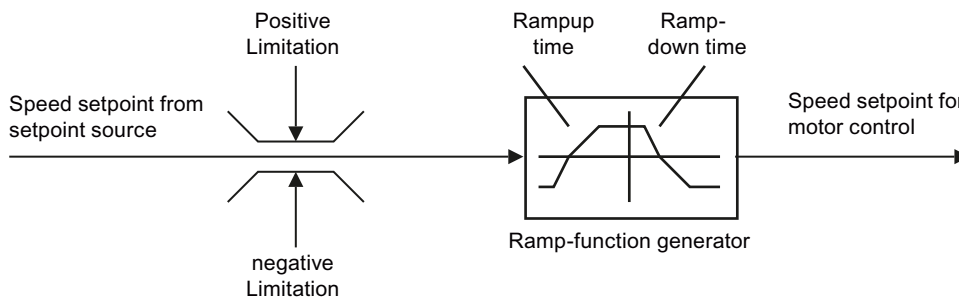 Positive
Limitation
Rampup
time
Ramp-
down time
Speed setpoint from
setpoint source
Speed setpoint for
motor control
Ramp-function generator
negative
Limitation